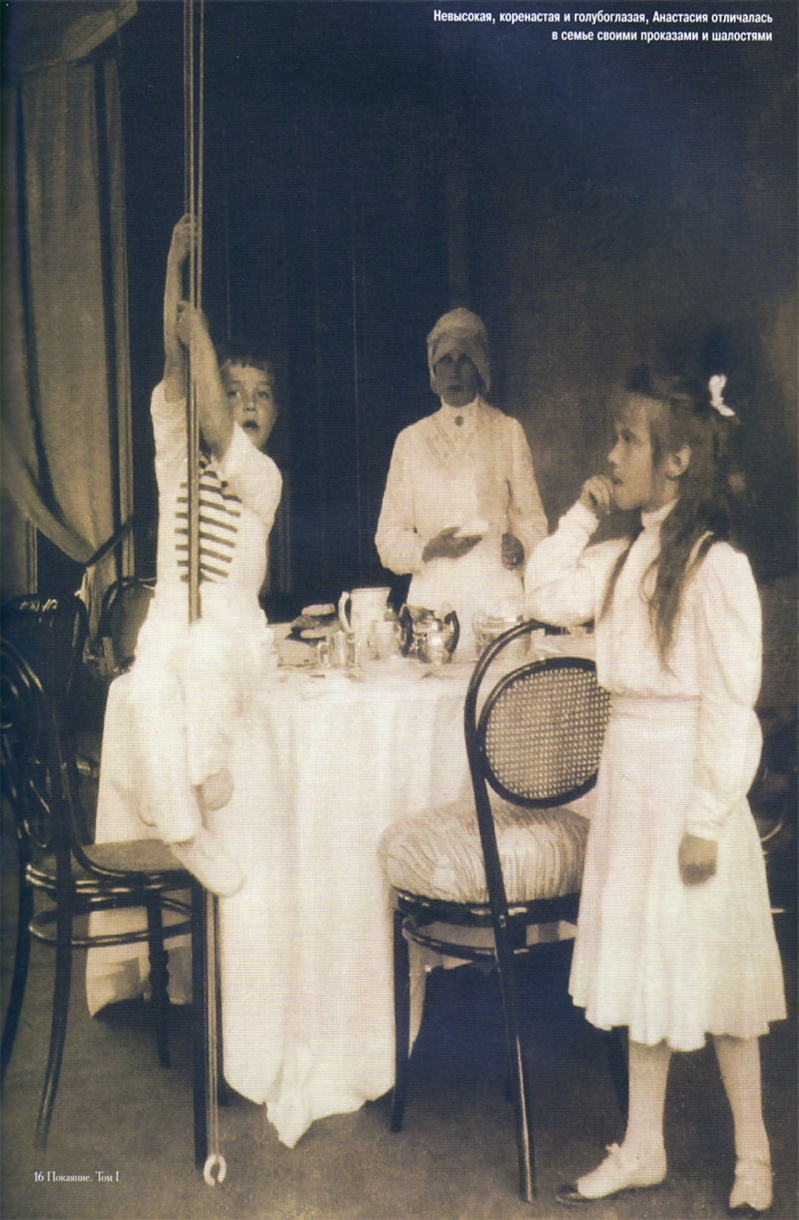 Невысокая, коренастая и голубоглазая, Анастасия отличалась
в семье своими проказами и шалостями
16 Покаяние. Том I